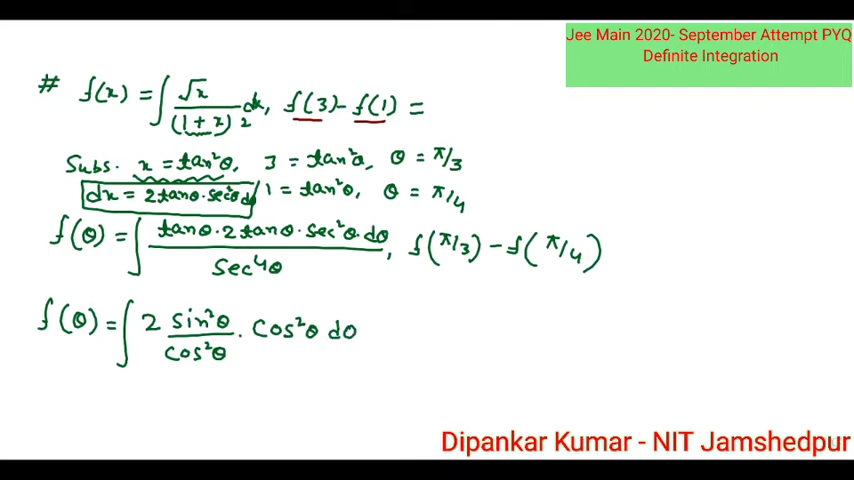 Jee Main 2020- September Attempt PYQ
Definite Integration
# f(x) = ∫ √x / (1 + x)² dx, f(3) - f(1) =
Subs. x = tan²θ, 3 = tan²θ, θ = π/3
dx = 2tanθ·sec²θ dθ / 1 = tan²θ, θ = π/4
f(θ) = ∫ tanθ·2tanθ·sec²θ·dθ / sec⁴θ, f(π/3) - f(π/4)
f(θ) = ∫ 2 sin²θ / cos²θ · cos²θ dθ
Dipankar Kumar - NIT Jamshedpur